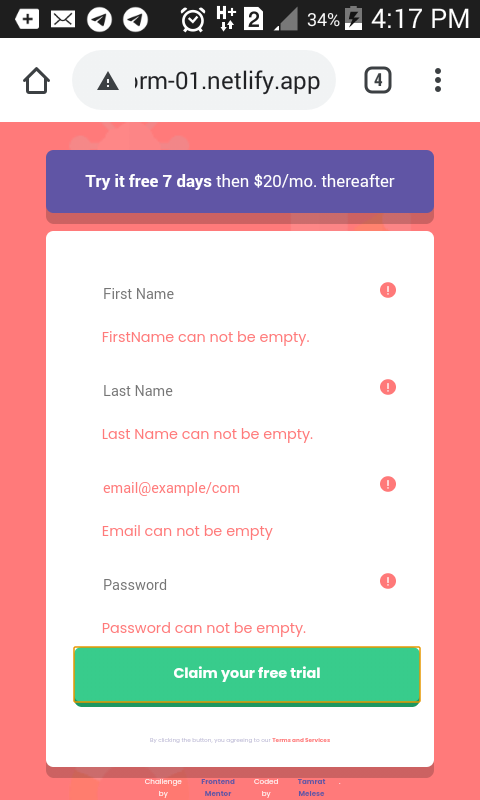 H+
2
34%
4:17 PM
orm-01.netlify.app
4
Try it free 7 days then $20/mo. thereafter
First Name
FirstName can not be empty.
Last Name
Last Name can not be empty.
email@example/com
Email can not be empty
Password
Password can not be empty.
Claim your free trial
By clicking the button, you agreeing to our Terms and Services
Challenge Frontend Coded Tamrat .
by Mentor by Melese